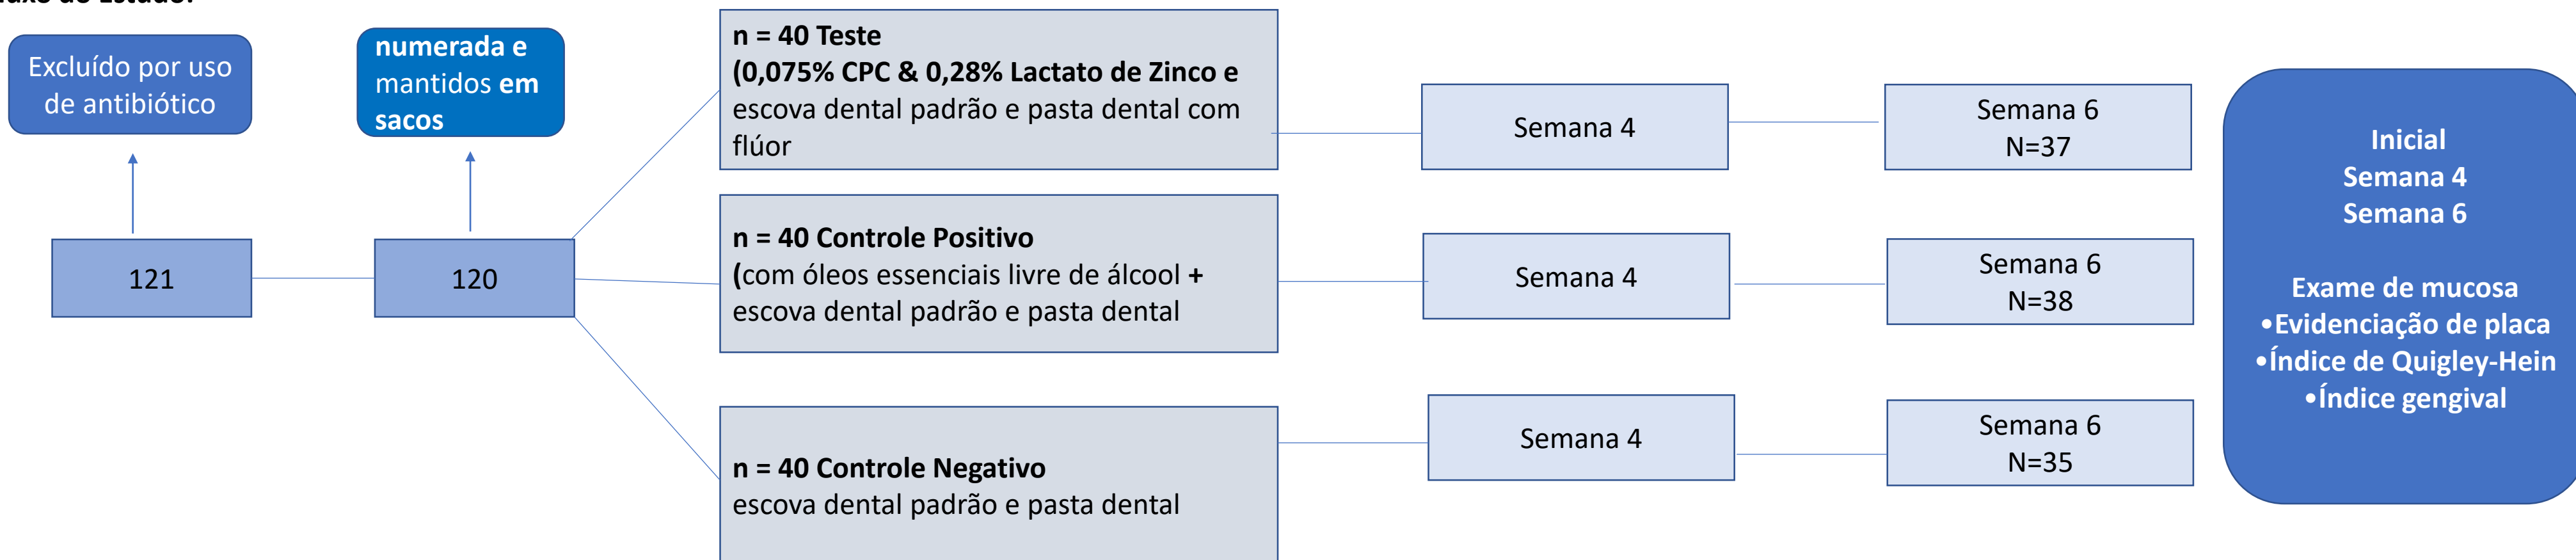 Excluído por uso
de antibiótico
numerada e
mantidos em
sacos
121
120
n = 40 Teste
(0,075% CPC & 0,28% Lactato de Zinco e
escova dental padrão e pasta dental com
flúor
Semana 4
Semana 6
N=37
n = 40 Controle Positivo
(com óleos essenciais livre de álcool +
escova dental padrão e pasta dental
Semana 4
Semana 6
N=38
n = 40 Controle Negativo
escova dental padrão e pasta dental
Semana 4
Semana 6
N=35
Inicial
Semana 4
Semana 6
Exame de mucosa
•Evidenciação de placa
•Índice de Quigley-Hein
•Índice gengival